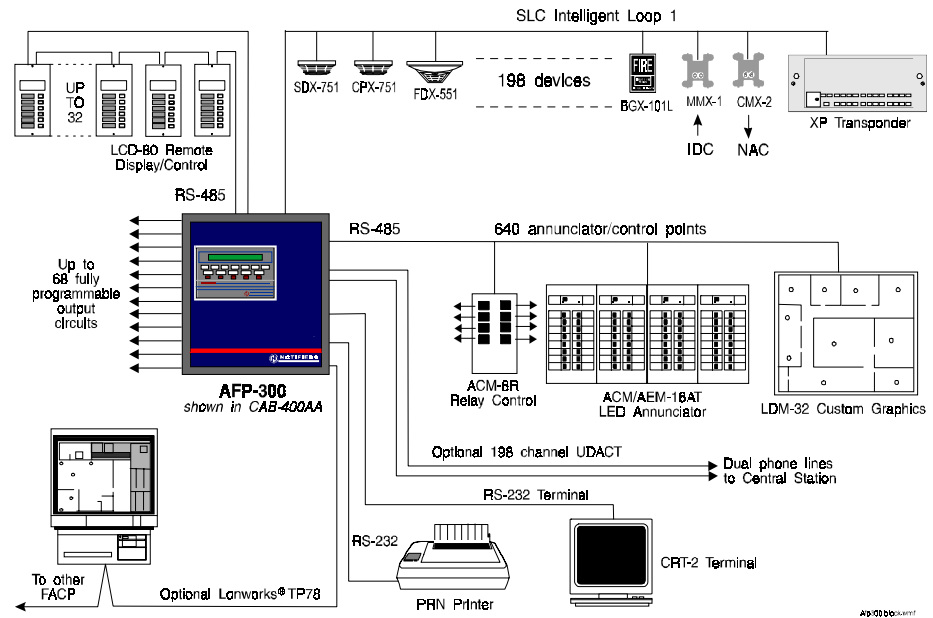 SLC Intelligent Loop 1
UP
TO
32
SDX-751
CPX-751
FDX-551
198 devices
FIRE
BGX-101L
MMX-1
CMX-2
IDC
NAC
XP Transponder
LCD-80 Remote
Display/Control
RS-485
RS-485
640 annunciator/control points
Up to
68 fully
programmable
output
circuits
NOTIFIER
AFP-300
shown in CAB-400AA
ACM-8R
Relay Control
ACM/AEM-16AT
LED Annunciator
LDM-32 Custom Graphics
Optional 198 channel UDACT
Dual phone lines
to Central Station
RS-232 Terminal
RS-232
CRT-2 Terminal
PRN Printer
To other
FACP
Optional Lonworks® TP78